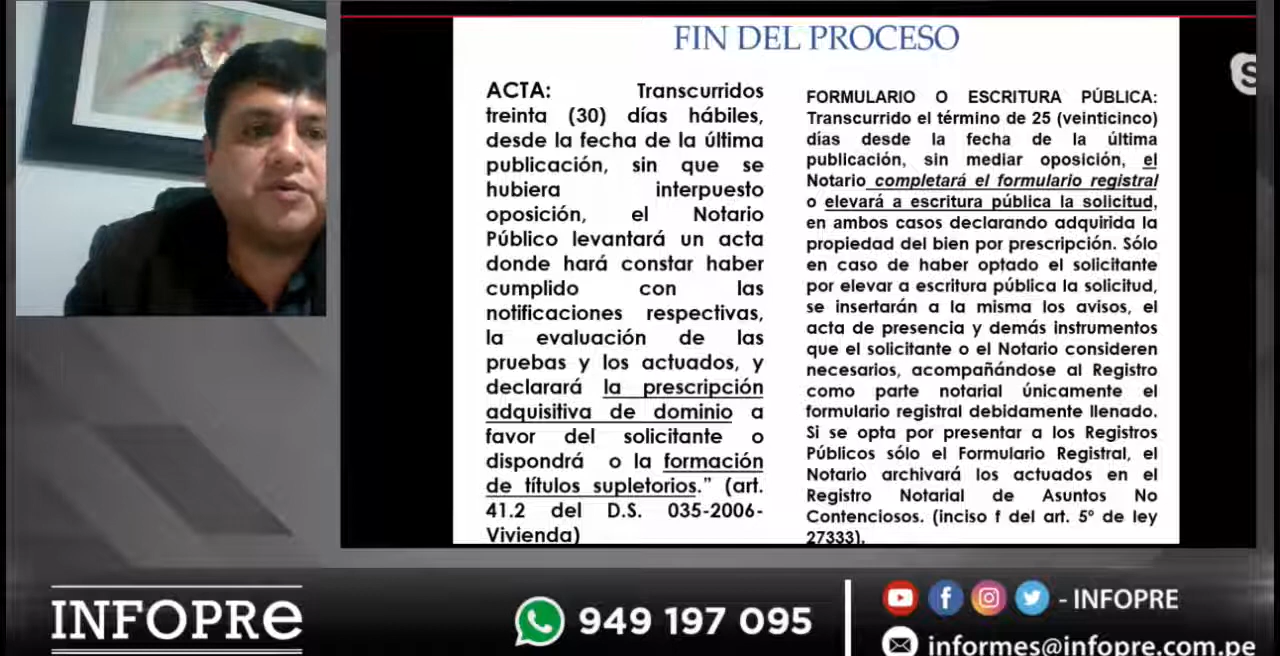 FIN DEL PROCESO
ACTA: Transcurridos
treinta (30) días hábiles,
desde la fecha de la última
publicación, sin que se
hubiera interpuesto
oposición, el Notario
Público levantará un acta
donde hará constar haber
cumplido con las
notificaciones respectivas,
la evaluación de las
pruebas y los actuados, y
declarará la prescripción
adquisitiva de dominio a
favor del solicitante o
dispondrá o la formación
de títulos supletorios.” (art.
41.2 del D.S. 035-2006-
Vivienda)
FORMULARIO O ESCRITURA PÚBLICA:
Transcurrido el término de 25 (veinticinco)
días desde la fecha de la última
publicación, sin mediar oposición, el
Notario completará el formulario registral
o elevará a escritura pública la solicitud,
en ambos casos declarando adquirida la
propiedad del bien por prescripción. Sólo
en caso de haber optado el solicitante
por elevar a escritura pública la solicitud,
se insertarán a la misma los avisos, el
acta de presencia y demás instrumentos
que el solicitante o el Notario consideren
necesarios, acompañándose al Registro
como parte notarial únicamente el
formulario registral debidamente llenado.
Si se opta por presentar a los Registros
Públicos sólo el Formulario Registral, el
Notario archivará los actuados en el
Registro Notarial de Asuntos No
Contenciosos. (inciso f del art. 5º de ley
27333).
S
INFOPRe
949 197 095
- INFOPRE
informes@infopre.com.pe